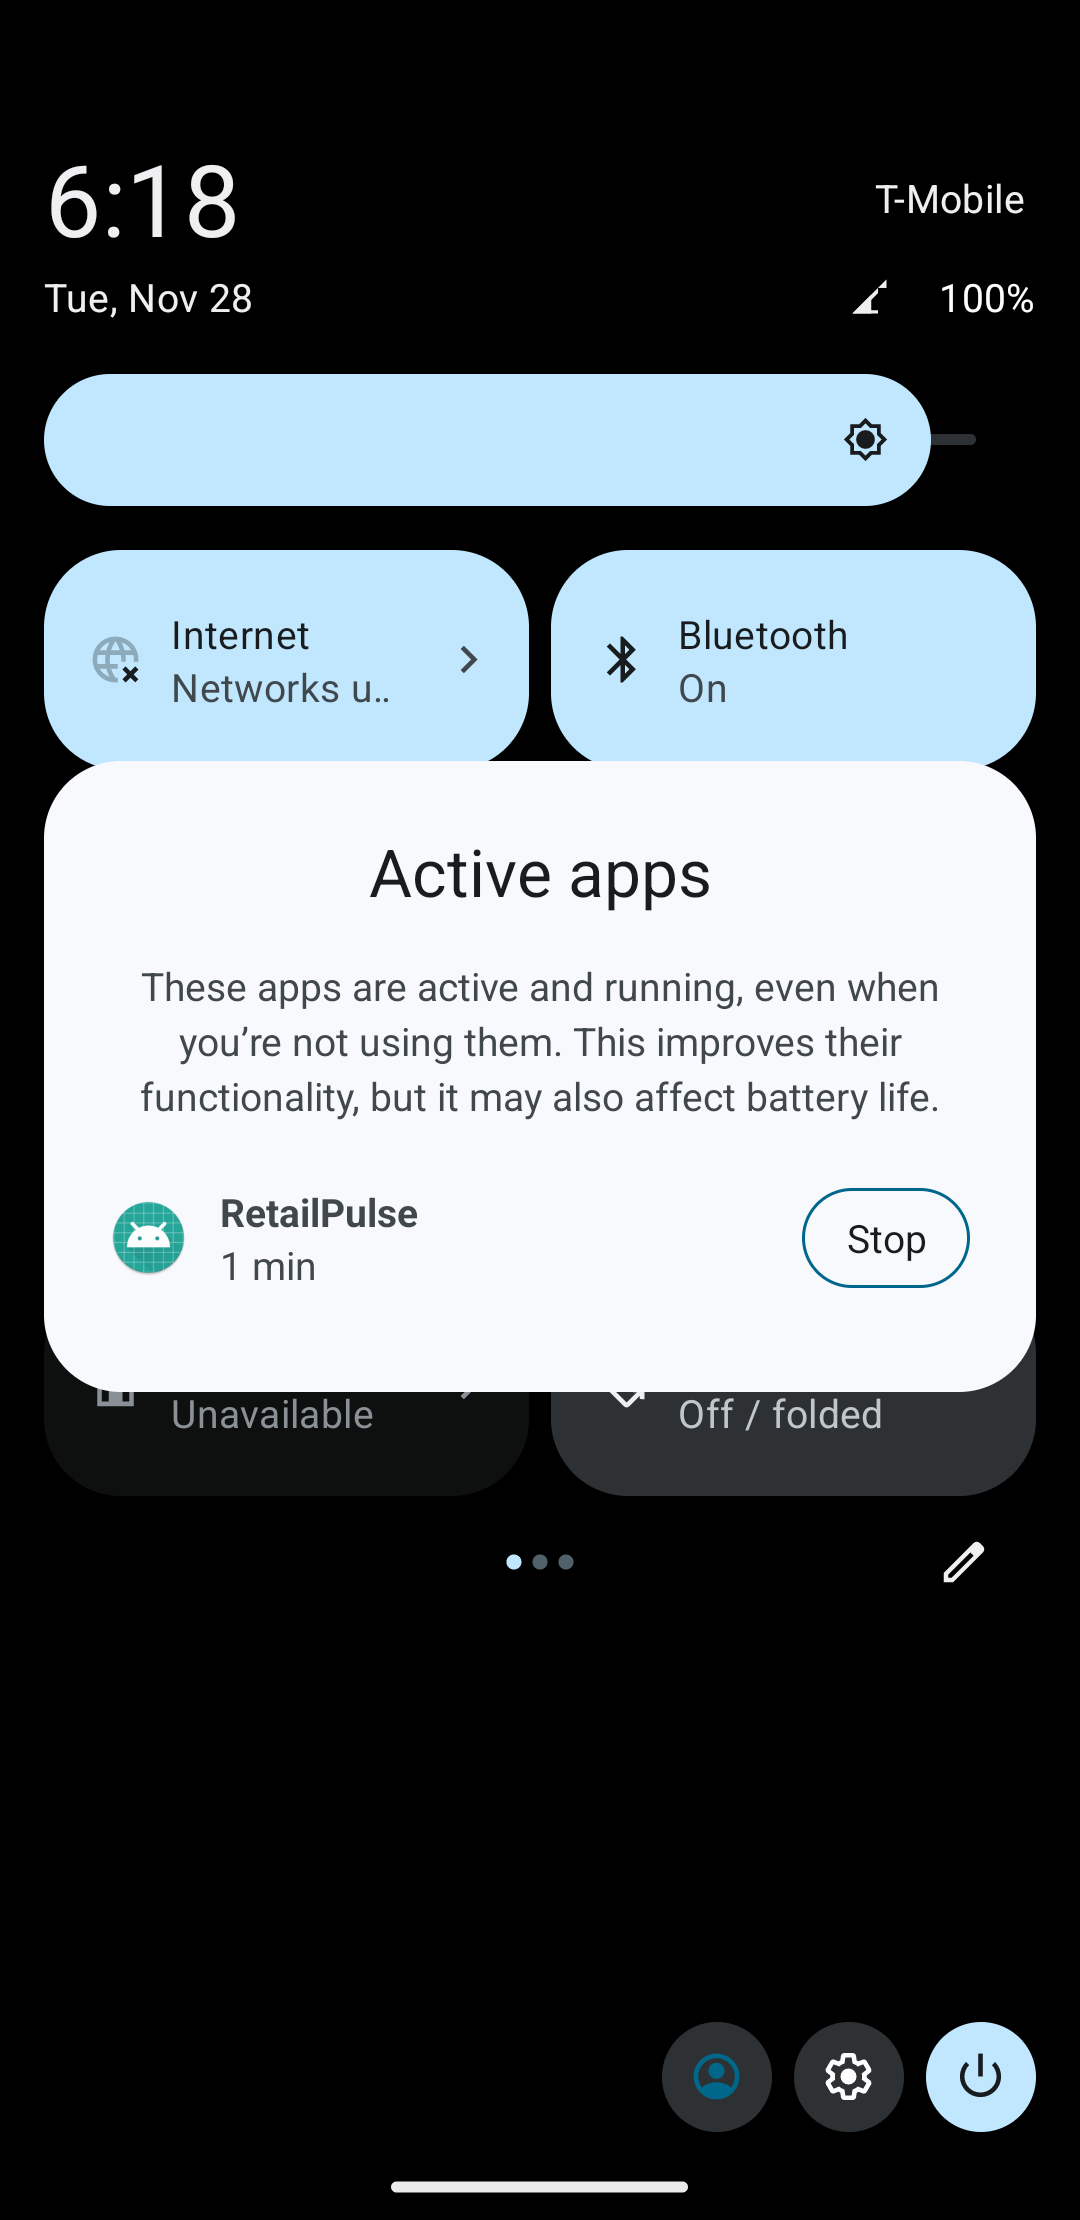 6:18
T-Mobile
Tue, Nov 28
100%
Internet
Networks u..
Bluetooth
On
Active apps
These apps are active and running, even when
you’re not using them. This improves their
functionality, but it may also affect battery life.
RetailPulse
1 min
Stop
Unavailable
Off / folded